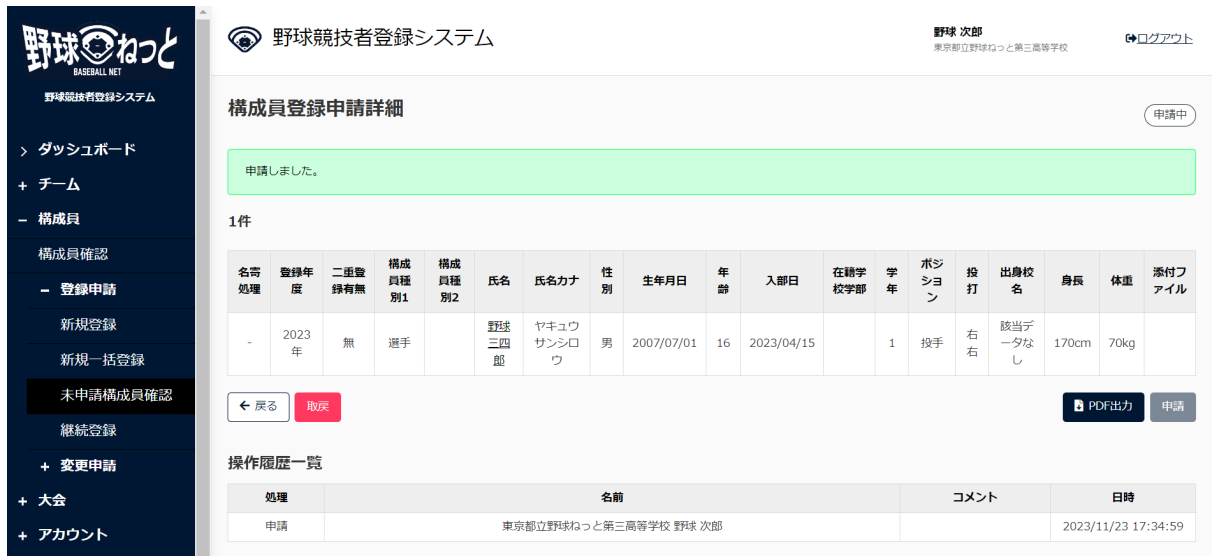 野球ねっと
BASEBALL NET
野球競技者登録システム
> ダッシュボード
+ チーム
− 構成員
構成員確認
− 登録申請
新規登録
新規一括登録
未申請構成員確認
継続登録
+ 変更申請
+ 大会
+ アカウント
野球競技者登録システム
野球 次郎
東京都立野球ねっと第三高等学校
ログアウト
構成員登録申請詳細
申請中
申請しました。
1件
名寄処理 登録年度 二重登録有無 構成員種別1 構成員種別2 氏名 氏名カナ 性別 生年月日 年齢 入部日 在籍学校学部 学年 ポジション 投打 出身校名 身長 体重 添付ファイル
- 2023年 無 選手 野球三四郎 ヤキュウサンシロウ 男 2007/07/01 16 2023/04/15 1 投手 右右 該当データなし 170cm 70kg
← 戻る 取戻 PDF出力 申請
操作履歴一覧
処理 名前 コメント 日時
申請 東京都立野球ねっと第三高等学校 野球 次郎 2023/11/23 17:34:59